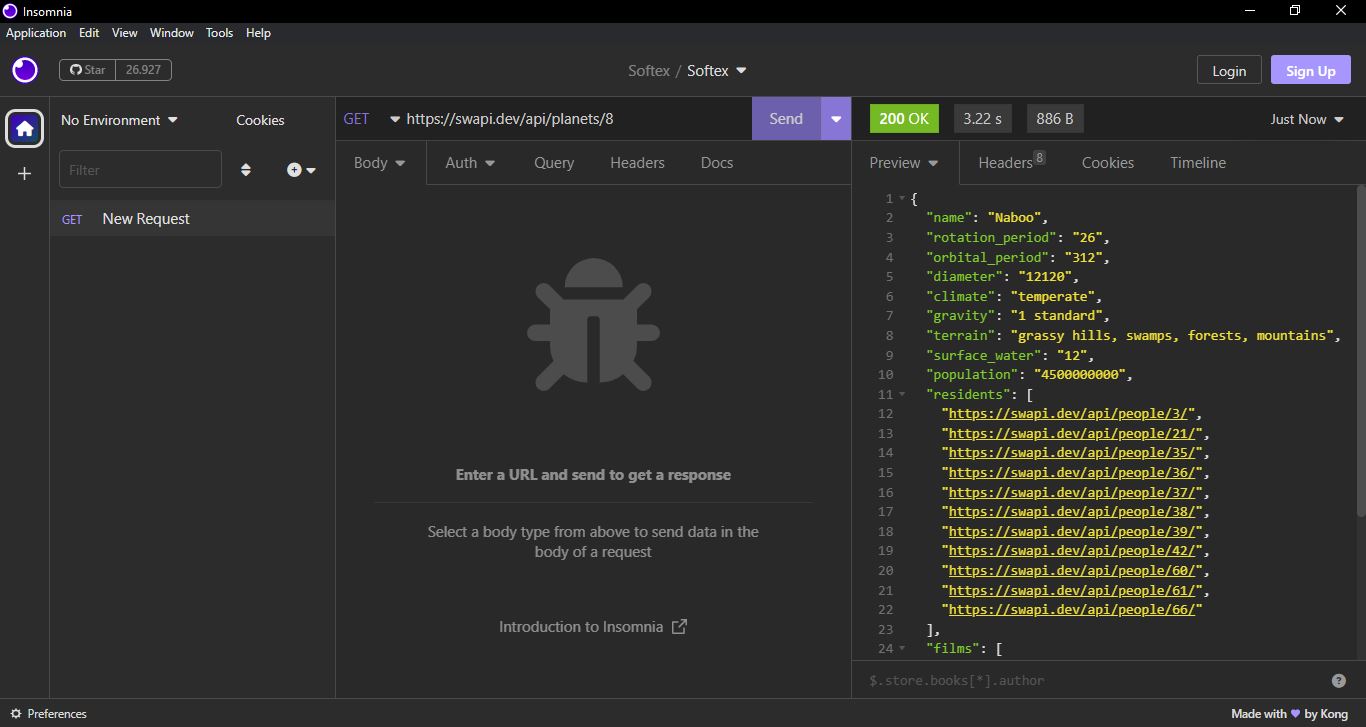 Insomnia
Application Edit View Window Tools Help
Star 26.927
Softex / Softex
Login
Sign Up
No Environment
Cookies
Filter
GET New Request
GET https://swapi.dev/api/planets/8
Send
Body Auth Query Headers Docs
Enter a URL and send to get a response
Select a body type from above to send data in the
body of a request
Introduction to Insomnia
200 OK 3.22 s 886 B Just Now
Preview Headers 8 Cookies Timeline
1 {
2 "name": "Naboo",
3 "rotation_period": "26",
4 "orbital_period": "312",
5 "diameter": "12120",
6 "climate": "temperate",
7 "gravity": "1 standard",
8 "terrain": "grassy hills, swamps, forests, mountains",
9 "surface_water": "12",
10 "population": "4500000000",
11 "residents": [
12 "https://swapi.dev/api/people/3/",
13 "https://swapi.dev/api/people/21/",
14 "https://swapi.dev/api/people/35/",
15 "https://swapi.dev/api/people/36/",
16 "https://swapi.dev/api/people/37/",
17 "https://swapi.dev/api/people/38/",
18 "https://swapi.dev/api/people/39/",
19 "https://swapi.dev/api/people/42/",
20 "https://swapi.dev/api/people/60/",
21 "https://swapi.dev/api/people/61/",
22 "https://swapi.dev/api/people/66/"
23 ],
24 "films": [
$.store.books[*].author
Preferences
Made with by Kong